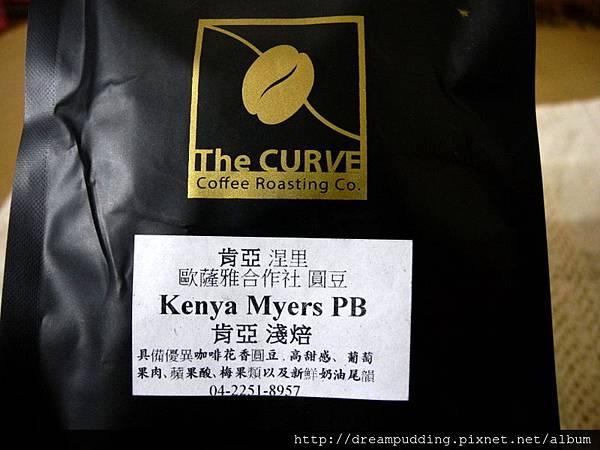 The CURVE
Coffee Roasting Co.
肯亞 涅里
歐薩雅合作社 圓豆
Kenya Myers PB
肯亞 淺焙
具備優異咖啡花香圓豆.高甜感、葡萄
果肉、蘋果酸、梅果類以及新鮮奶油尾韻
04-2251-8957
http://dreampudding.pixnet.net/album